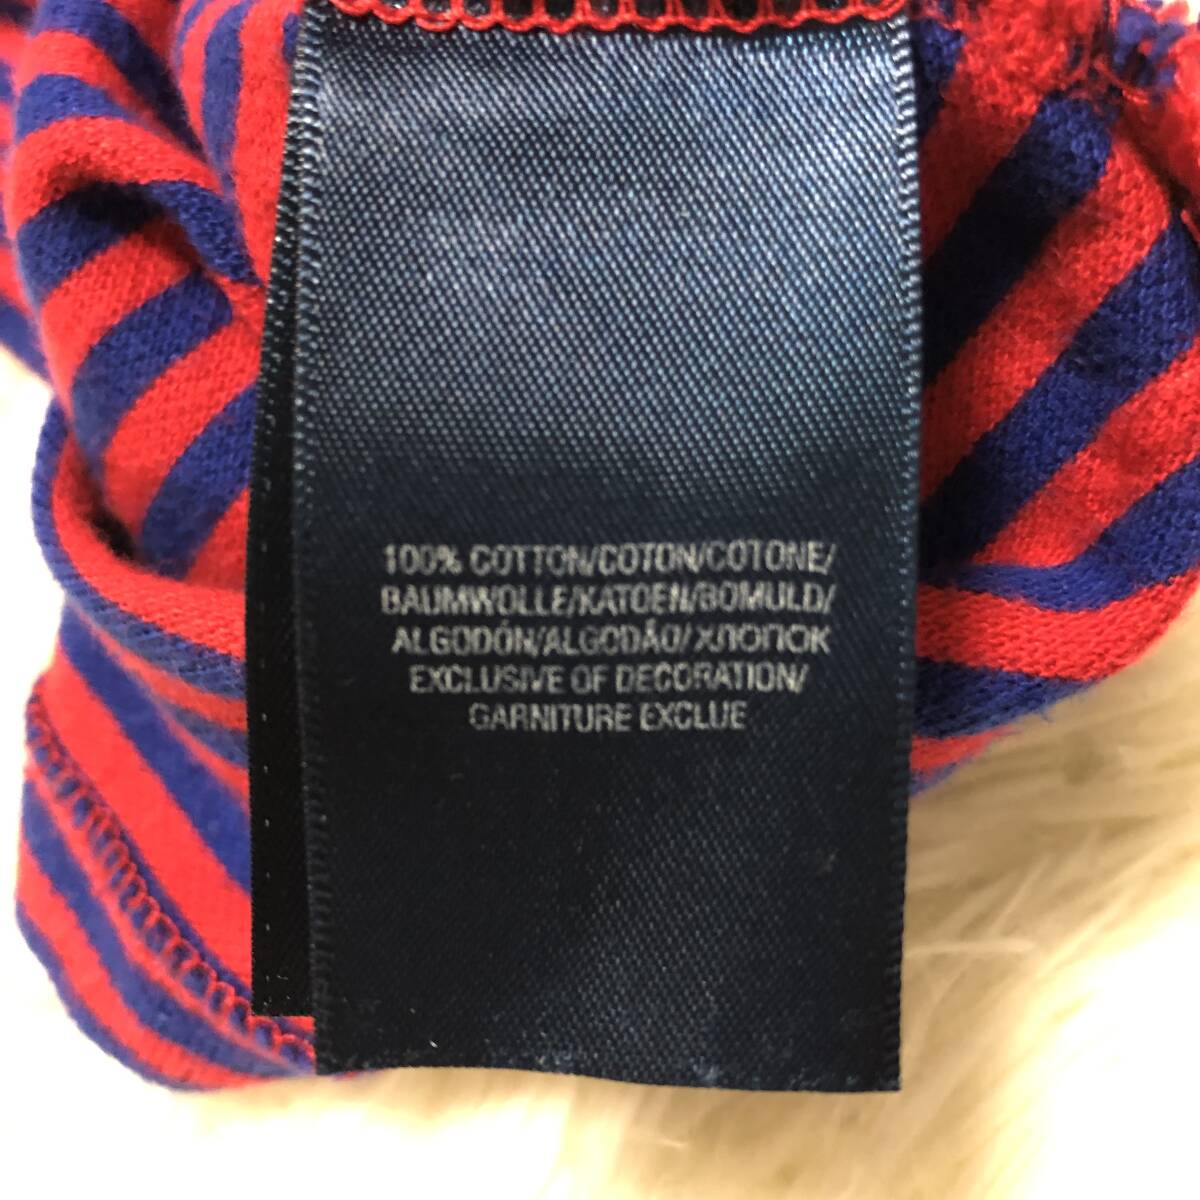 100% COTTON/COTON/COTONE/
BAUMWOLLE/KATOEN/BOMULD/
ALGODÓN/ALGODÃO/ХЛОПОК
EXCLUSIVE OF DECORATION/
GARNITURE EXCLUE